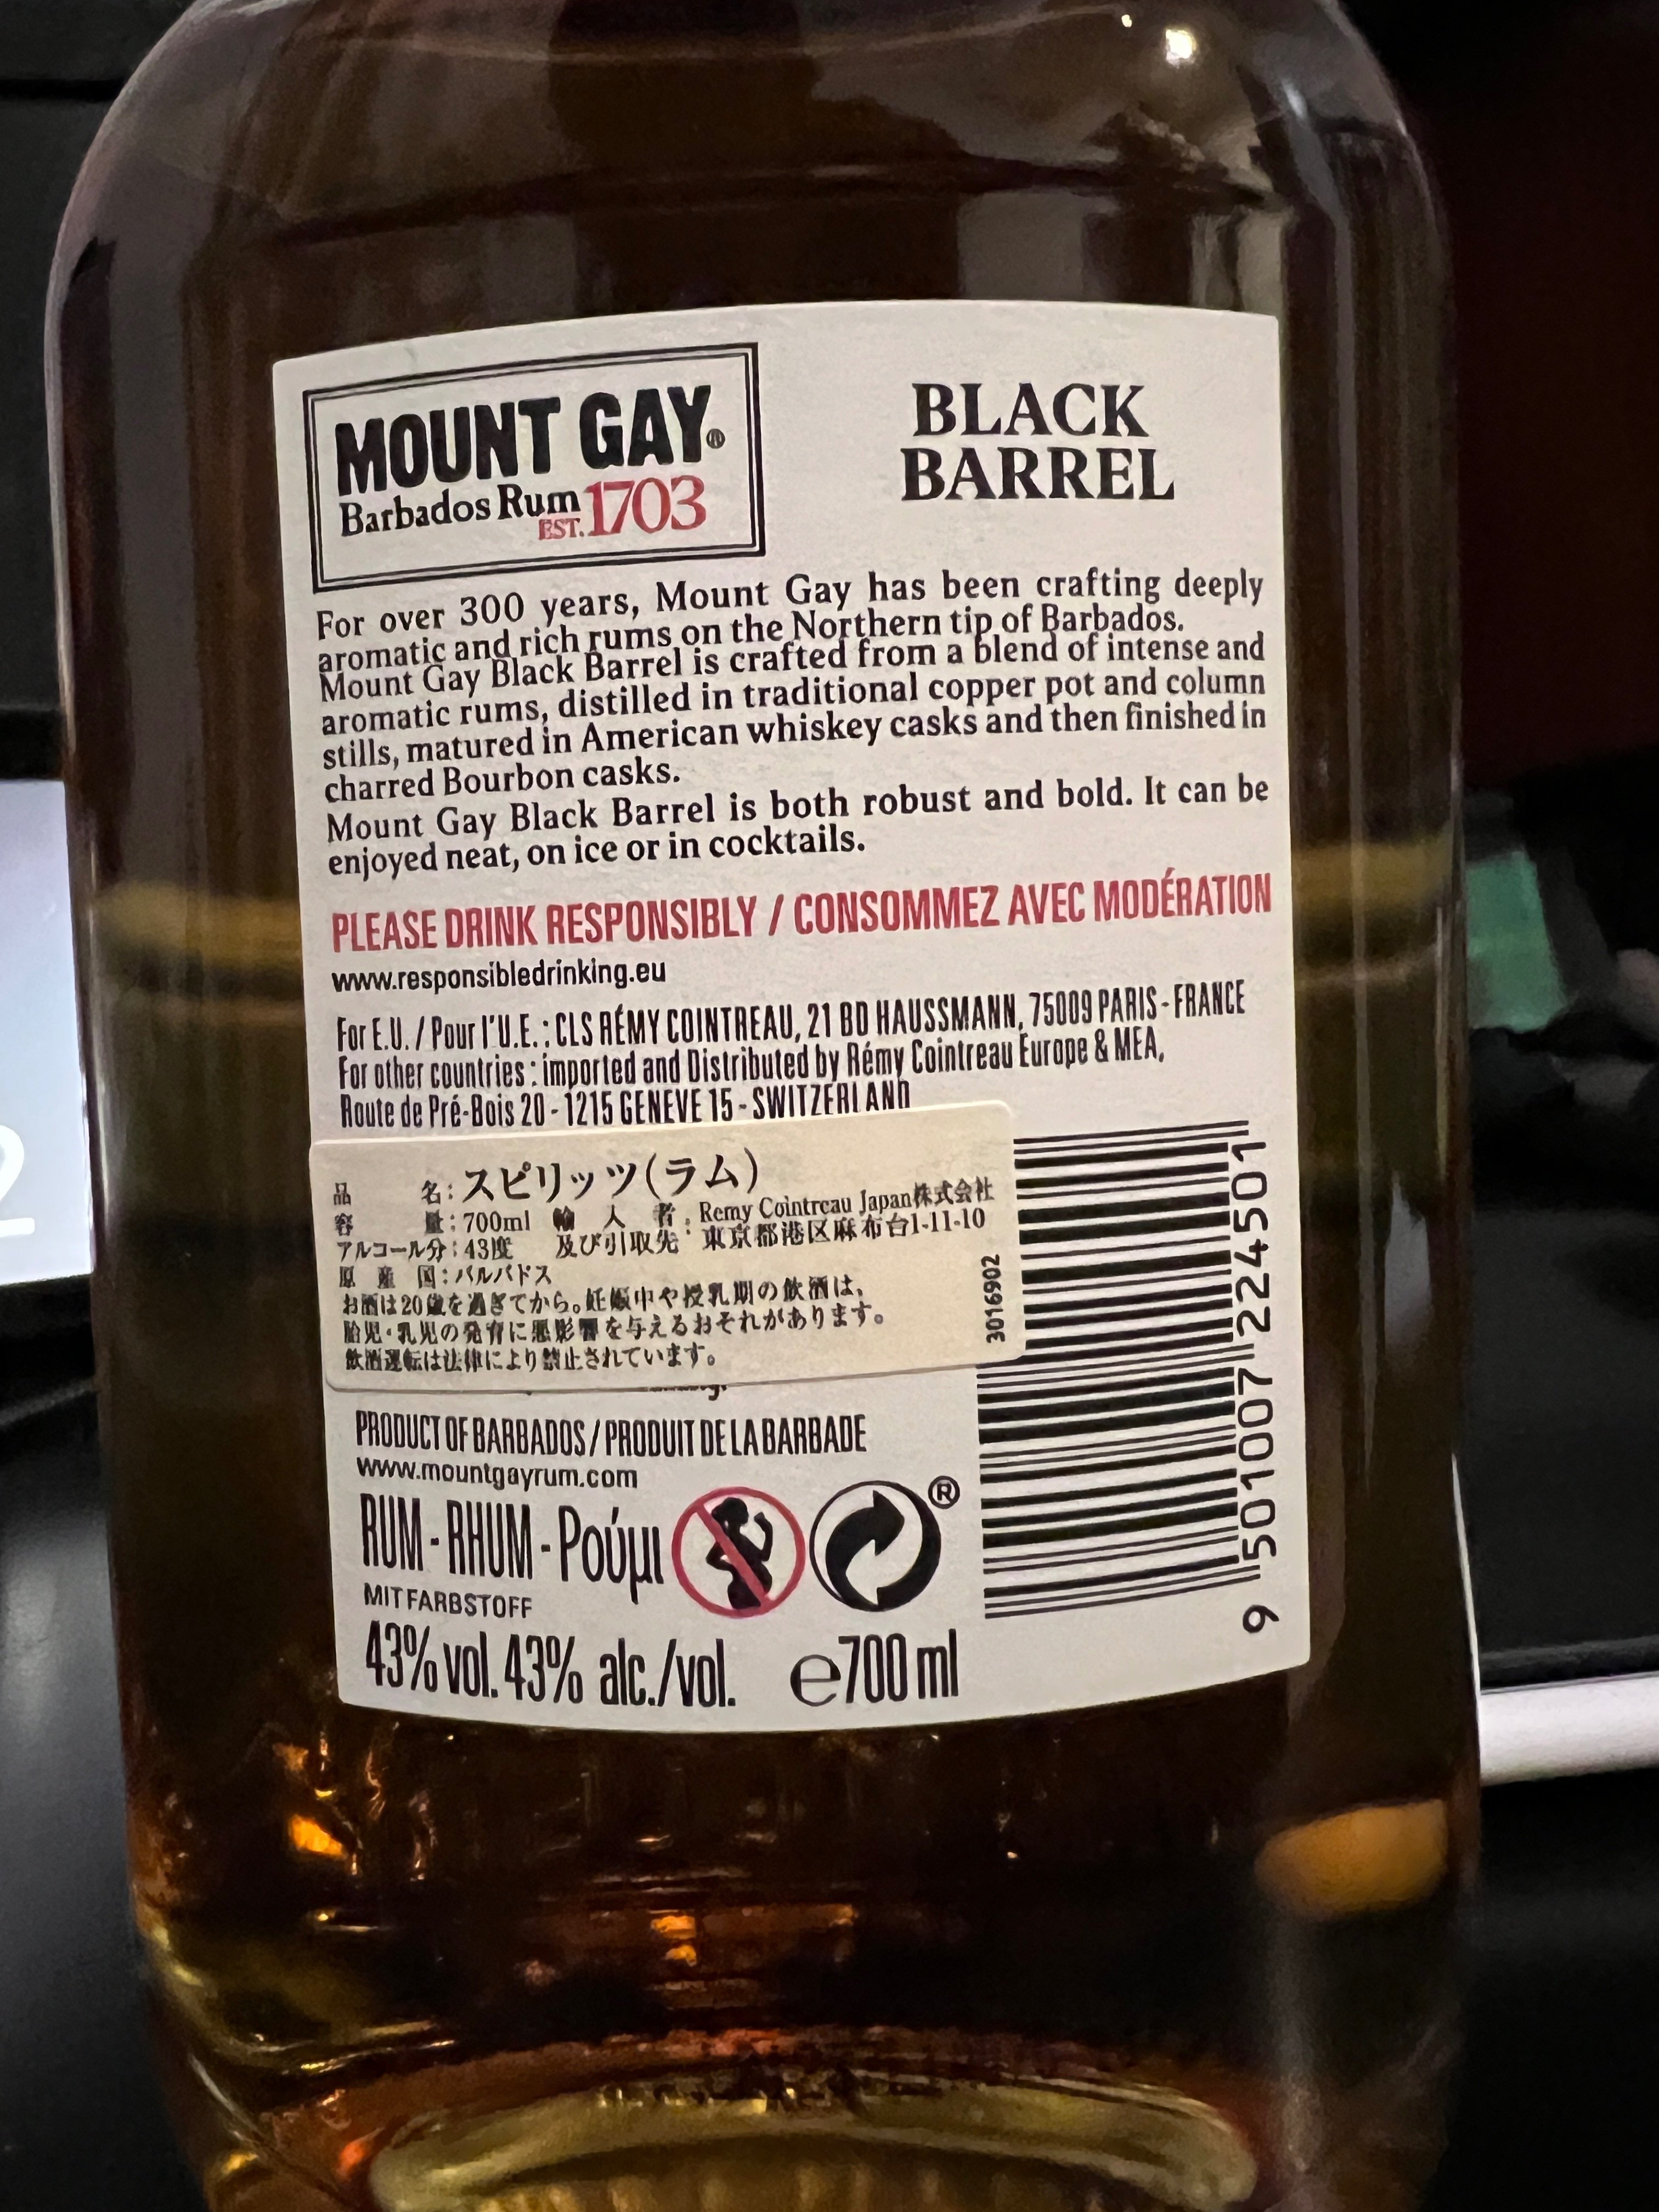 MOUNT GAY®
Barbados Rum
EST. 1703
BLACK
BARREL
For over 300 years, Mount Gay has been crafting deeply
aromatic and rich rums on the Northern tip of Barbados.
Mount Gay Black Barrel is crafted from a blend of intense and
aromatic rums, distilled in traditional copper pot and column
stills, matured in American whiskey casks and then finished in
charred Bourbon casks.
Mount Gay Black Barrel is both robust and bold. It can be
enjoyed neat, on ice or in cocktails.
PLEASE DRINK RESPONSIBLY / CONSOMMEZ AVEC MODÉRATION
www.responsibledrinking.eu
For E.U. / Pour l'U.E. : CLS RÉMY COINTREAU, 21 BD HAUSSMANN, 75009 PARIS - FRANCE
For other countries : imported and Distributed by Rémy Cointreau Europe & MEA,
Route de Pré-Bois 20 - 1215 GENEVE 15 - SWITZERLAND
品名：スピリッツ（ラム）
容量：700ml 輸入者：Remy Cointreau Japan株式会社
アルコール分：43度 及び引取先：東京都港区麻布台1-11-10
原産国：バルバドス
お酒は20歳を過ぎてから。妊娠中や授乳期の飲酒は、
胎児・乳児の発育に悪影響を与えるおそれがあります。
飲酒運転は法律により禁止されています。
3016902
PRODUCT OF BARBADOS / PRODUIT DE LA BARBADE
www.mountgayrum.com
RUM - RHUM - Ρούμι
®
MIT FARBSTOFF
43% vol. 43% alc./vol. e700 ml
9 501007 224501
2